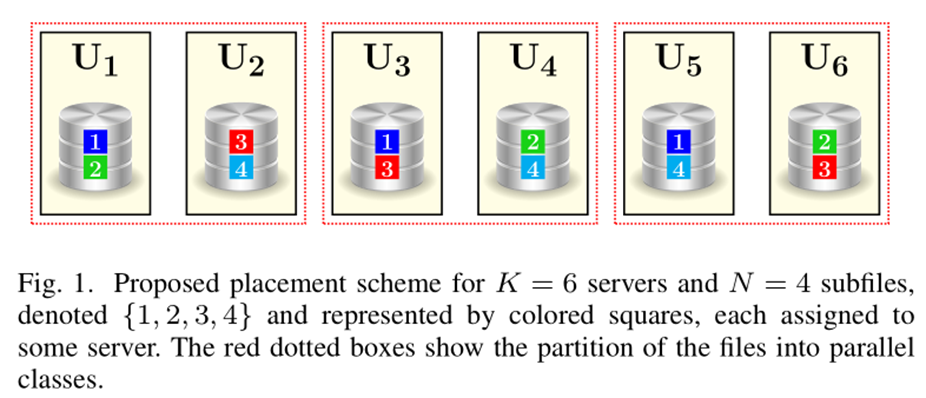 U1 U2 U3 U4 U5 U6
1 3 1 2 1 2
2 4 3 4 4 3
Fig. 1. Proposed placement scheme for K = 6 servers and N = 4 subfiles,
denoted {1, 2, 3, 4} and represented by colored squares, each assigned to
some server. The red dotted boxes show the partition of the files into parallel
classes.